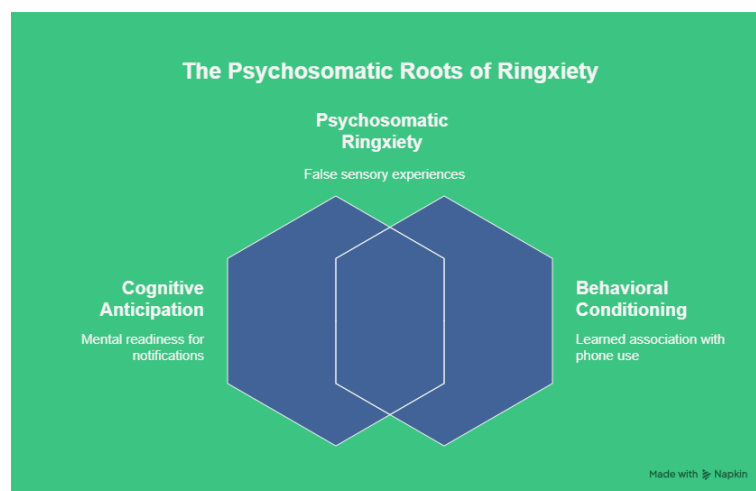 The Psychosomatic Roots of Ringxiety
Psychosomatic
Ringxiety
False sensory experiences
Cognitive
Anticipation
Mental readiness for
notifications
Behavioral
Conditioning
Learned association with
phone use
Made with Napkin